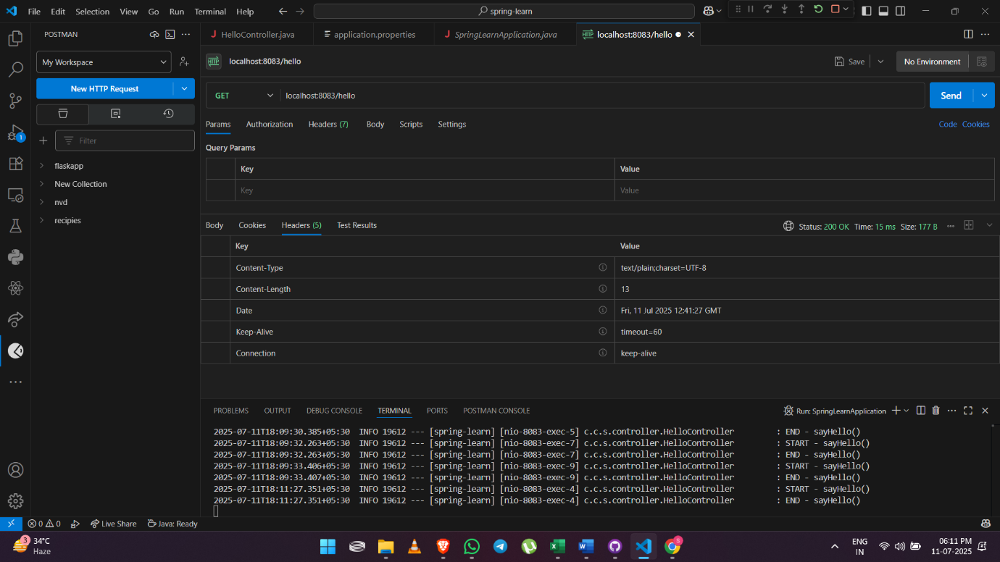 File Edit Selection View Go Run Terminal Help
spring-learn
POSTMAN
HelloController.java
application.properties
SpringLearnApplication.java
HTTP localhost:8083/hello
My Workspace
HTTP localhost:8083/hello
Save
No Environment
New HTTP Request
GET
localhost:8083/hello
Send
Params Authorization Headers (7) Body Scripts Settings
Code Cookies
1
Filter
Query Params
flaskapp
New Collection
nvd
recipies
Key Value
Key Value
Body Cookies Headers (5) Test Results
Status: 200 OK Time: 15 ms Size: 177 B
Key Value
Content-Type text/plain;charset=UTF-8
Content-Length 13
Date Fri, 11 Jul 2025 12:41:27 GMT
Keep-Alive timeout=60
Connection keep-alive
PROBLEMS OUTPUT DEBUG CONSOLE TERMINAL PORTS POSTMAN CONSOLE
Run: SpringLearnApplication
2025-07-11T18:09:30.385+05:30 INFO 19612 --- [spring-learn] [nio-8083-exec-5] c.c.s.controller.HelloController : END - sayHello()
2025-07-11T18:09:32.263+05:30 INFO 19612 --- [spring-learn] [nio-8083-exec-7] c.c.s.controller.HelloController : START - sayHello()
2025-07-11T18:09:32.263+05:30 INFO 19612 --- [spring-learn] [nio-8083-exec-7] c.c.s.controller.HelloController : END - sayHello()
2025-07-11T18:09:33.406+05:30 INFO 19612 --- [spring-learn] [nio-8083-exec-9] c.c.s.controller.HelloController : START - sayHello()
2025-07-11T18:09:33.407+05:30 INFO 19612 --- [spring-learn] [nio-8083-exec-9] c.c.s.controller.HelloController : END - sayHello()
2025-07-11T18:11:27.351+05:30 INFO 19612 --- [spring-learn] [nio-8083-exec-4] c.c.s.controller.HelloController : START - sayHello()
2025-07-11T18:11:27.351+05:30 INFO 19612 --- [spring-learn] [nio-8083-exec-4] c.c.s.controller.HelloController : END - sayHello()
0 0 Live Share Java: Ready
3
34°C
Haze
S
ENG
IN
06:11 PM
11-07-2025